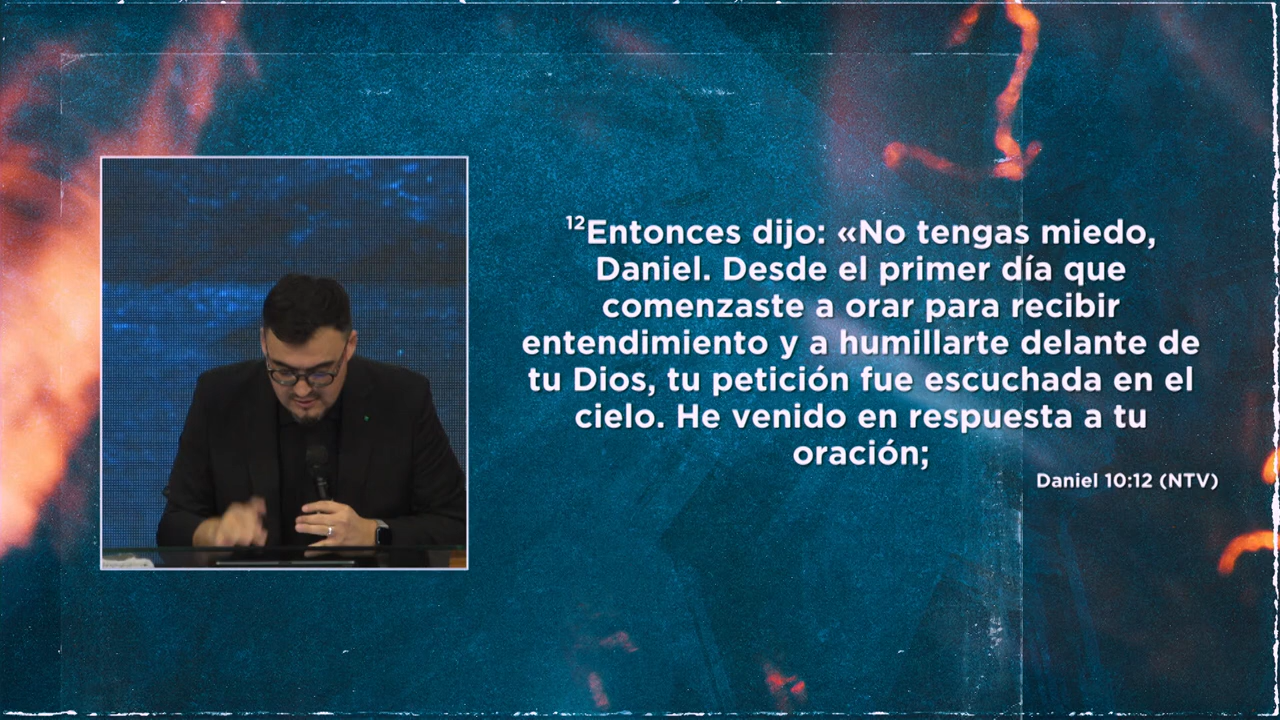 ¹²Entonces dijo: «No tengas miedo,
Daniel. Desde el primer día que
comenzaste a orar para recibir
entendimiento y a humillarte delante de
tu Dios, tu petición fue escuchada en el
cielo. He venido en respuesta a tu
oración;
Daniel 10:12 (NTV)